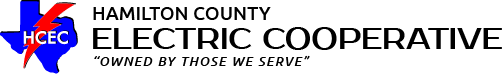 HCEC
HAMILTON COUNTY
ELECTRIC COOPERATIVE
“OWNED BY THOSE WE SERVE”